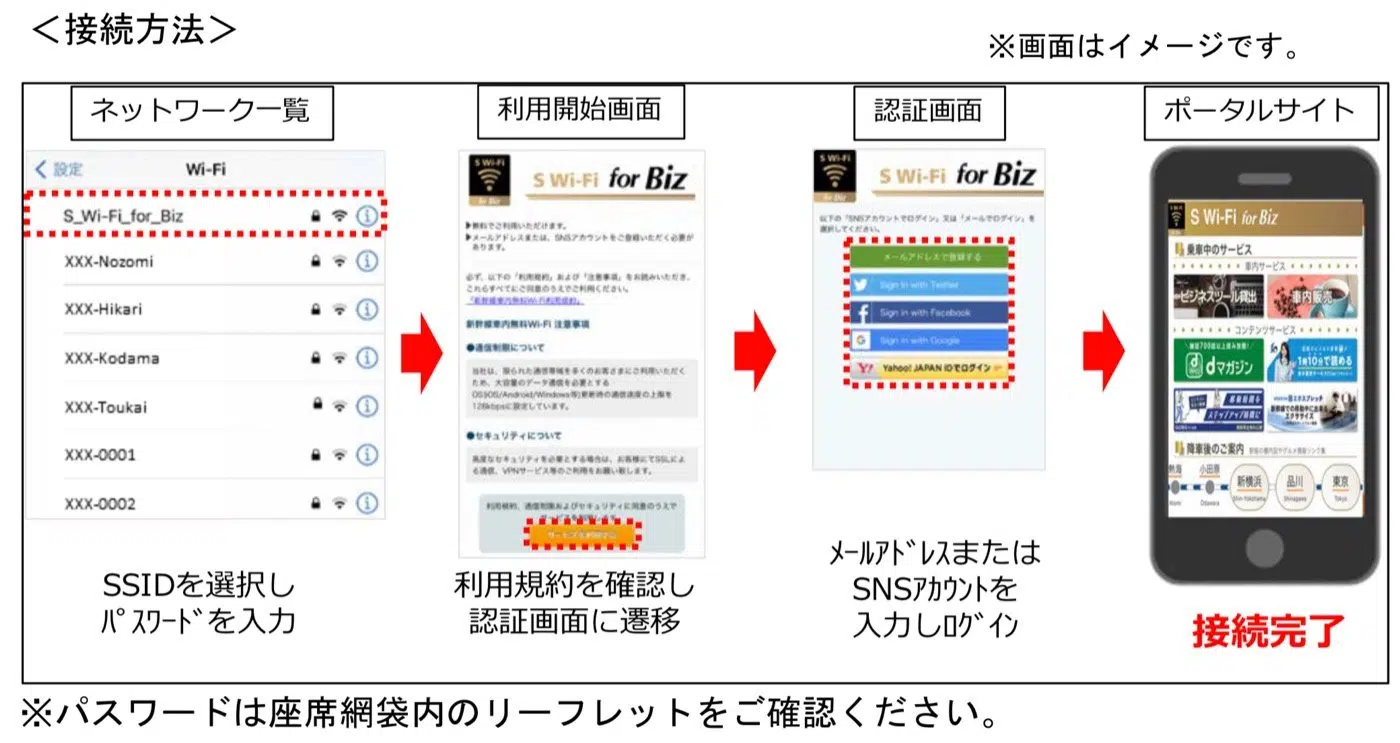 ＜接続方法＞
※画面はイメージです。
ネットワーク一覧
設定
Wi-Fi
S_Wi-Fi_for_Biz
XXX-Nozomi
XXX-Hikari
XXX-Kodama
XXX-Toukai
XXX-0001
XXX-0002
SSIDを選択し
ﾊﾟｽﾜｰﾄﾞを入力
利用開始画面
S Wi-Fi
for Biz
S Wi-Fi for Biz
▶無料でご利用いただけます。
▶メールアドレスまたは、SNSアカウントをご登録いただく必要が
あります。
必ず、以下の「利用規約」および「注意事項」をお読みいただき、
これらすべてにご同意のうえでご利用ください。
「新幹線車内無料Wi-Fi利用規約」
新幹線車内無料Wi-Fi 注意事項
●通信制限について
当社は、限られた通信帯域を多くのお客さまにご利用いただく
ため、大容量のデータ通信を必要とする
OS(iOS/Android/Windows等)更新時の通信速度の上限を
128kbpsに設定しています。
●セキュリティについて
高度なセキュリティを必要とする場合は、お客様にてSSLによ
る通信、VPNサービス等のご利用をお願い致します。
利用規約、通信制限およびセキュリティに同意のうえで
サービスを利用する
利用規約を確認し
認証画面に遷移
認証画面
S Wi-Fi
for Biz
S Wi-Fi for Biz
以下の「SNSアカウントでログイン」又は「メールでログイン」を
選択してください。
メールアドレスで登録する
Sign in with Twitter
Sign in with Facebook
Sign in with Google
Yahoo! JAPAN IDでログイン
ﾒｰﾙｱﾄﾞﾚｽまたは
SNSｱｶｳﾝﾄを
入力しﾛｸﾞｲﾝ
ポータルサイト
S Wi-Fi for Biz
乗車中のサービス
車内サービス
ビジネスツール貸出
車内販売
コンテンツサービス
dマガジン
1冊10分で読める
降車後のご案内
熱海
小田原
新横浜
品川
東京
Atami
Odawara
Shin-Yokohama
Shinagawa
Tokyo
接続完了
※パスワードは座席網袋内のリーフレットをご確認ください。